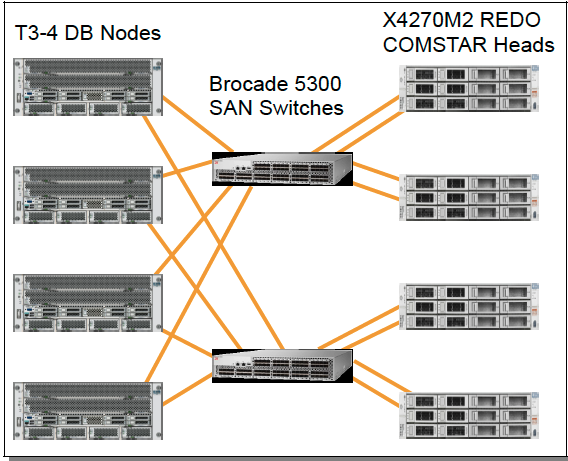 T3-4 DB Nodes
X4270M2 REDO
COMSTAR Heads
Brocade 5300
SAN Switches